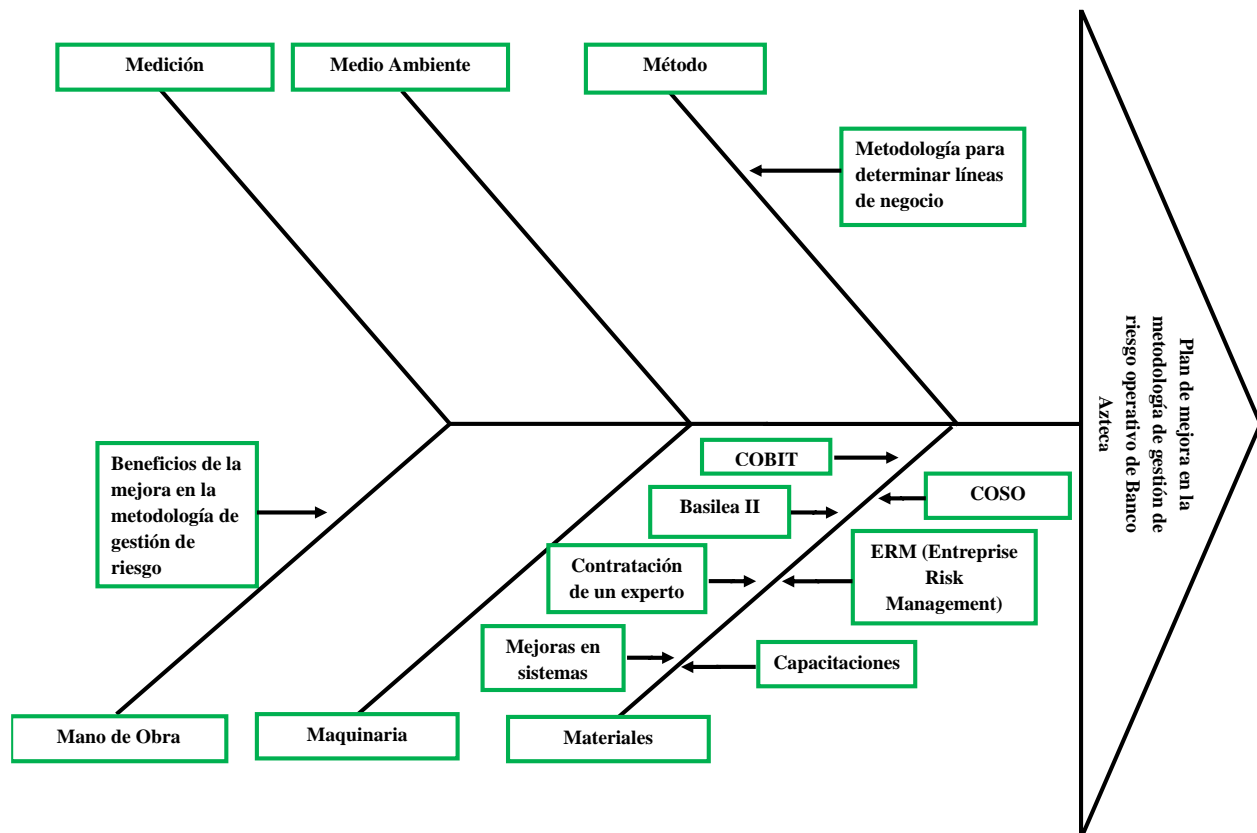 Medición
Medio Ambiente
Método
Metodología para
determinar líneas
de negocio
Plan de mejora en la
metodología de gestión de
riesgo operativo de Banco
Azteca
Beneficios de la
mejora en la
metodología de
gestión de
riesgo
COBIT
COSO
Basilea II
ERM (Entreprise
Risk
Management)
Contratación
de un experto
Mejoras en
sistemas
Capacitaciones
Mano de Obra
Maquinaria
Materiales